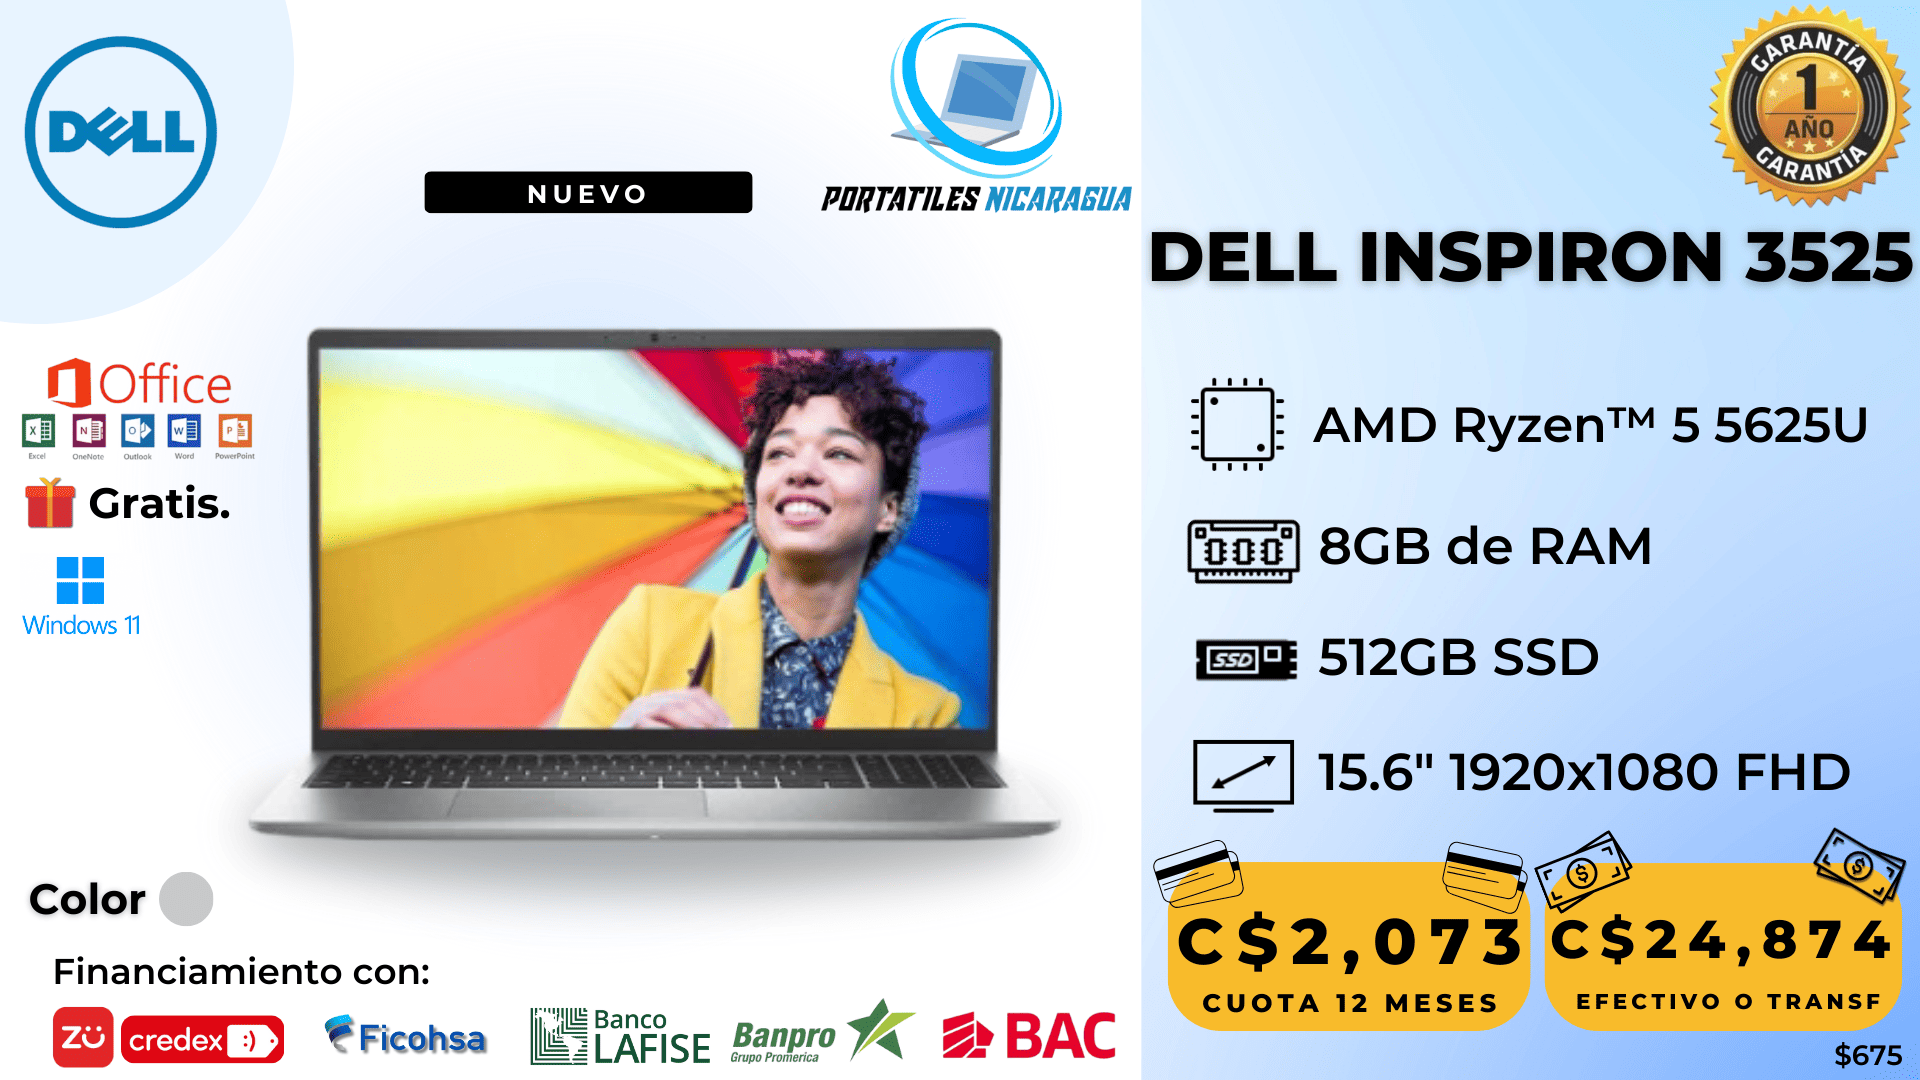 DELL
NUEVO
PORTATILES NICARAGUA
GARANTÍA
1
AÑO
GARANTÍA
DELL INSPIRON 3525
Office
Excel
OneNote
Outlook
Word
PowerPoint
Gratis.
Windows 11
AMD Ryzen™ 5 5625U
8GB de RAM
SSD
512GB SSD
15.6" 1920x1080 FHD
Color
Financiamiento con:
zü
credex :)
Ficohsa
Banco
LAFISE
Banpro
Grupo Promerica
BAC
C$2,073
CUOTA 12 MESES
C$24,874
EFECTIVO O TRANSF
$675